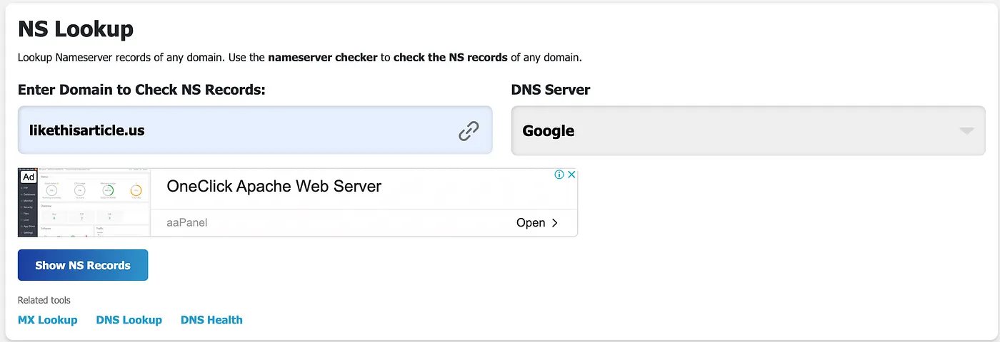 NS Lookup
Lookup Nameserver records of any domain. Use the nameserver checker to check the NS records of any domain.
Enter Domain to Check NS Records:
DNS Server
likethisarticle.us
Google
Ad
OneClick Apache Web Server
aaPanel
Open
Show NS Records
Related tools
MX Lookup DNS Lookup DNS Health